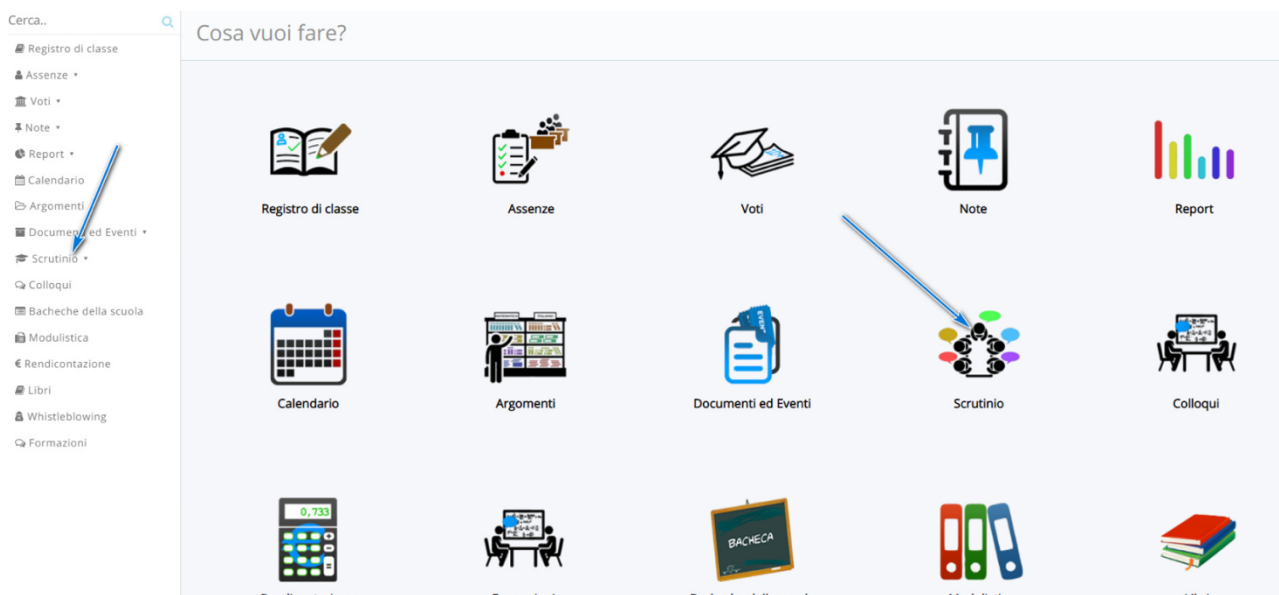 Cerca..
Registro di classe
Assenze
Voti
Note
Report
Calendario
Argomenti
Documenti ed Eventi
Scrutinio
Colloqui
Bacheche della scuola
Modulistica
€ Rendicontazione
Libri
Whistleblowing
Formazioni
Cosa vuoi fare?
Registro di classe
Assenze
Voti
Note
Report
Calendario
Argomenti
Documenti ed Eventi
Scrutinio
Colloqui
0,733
BACHECA